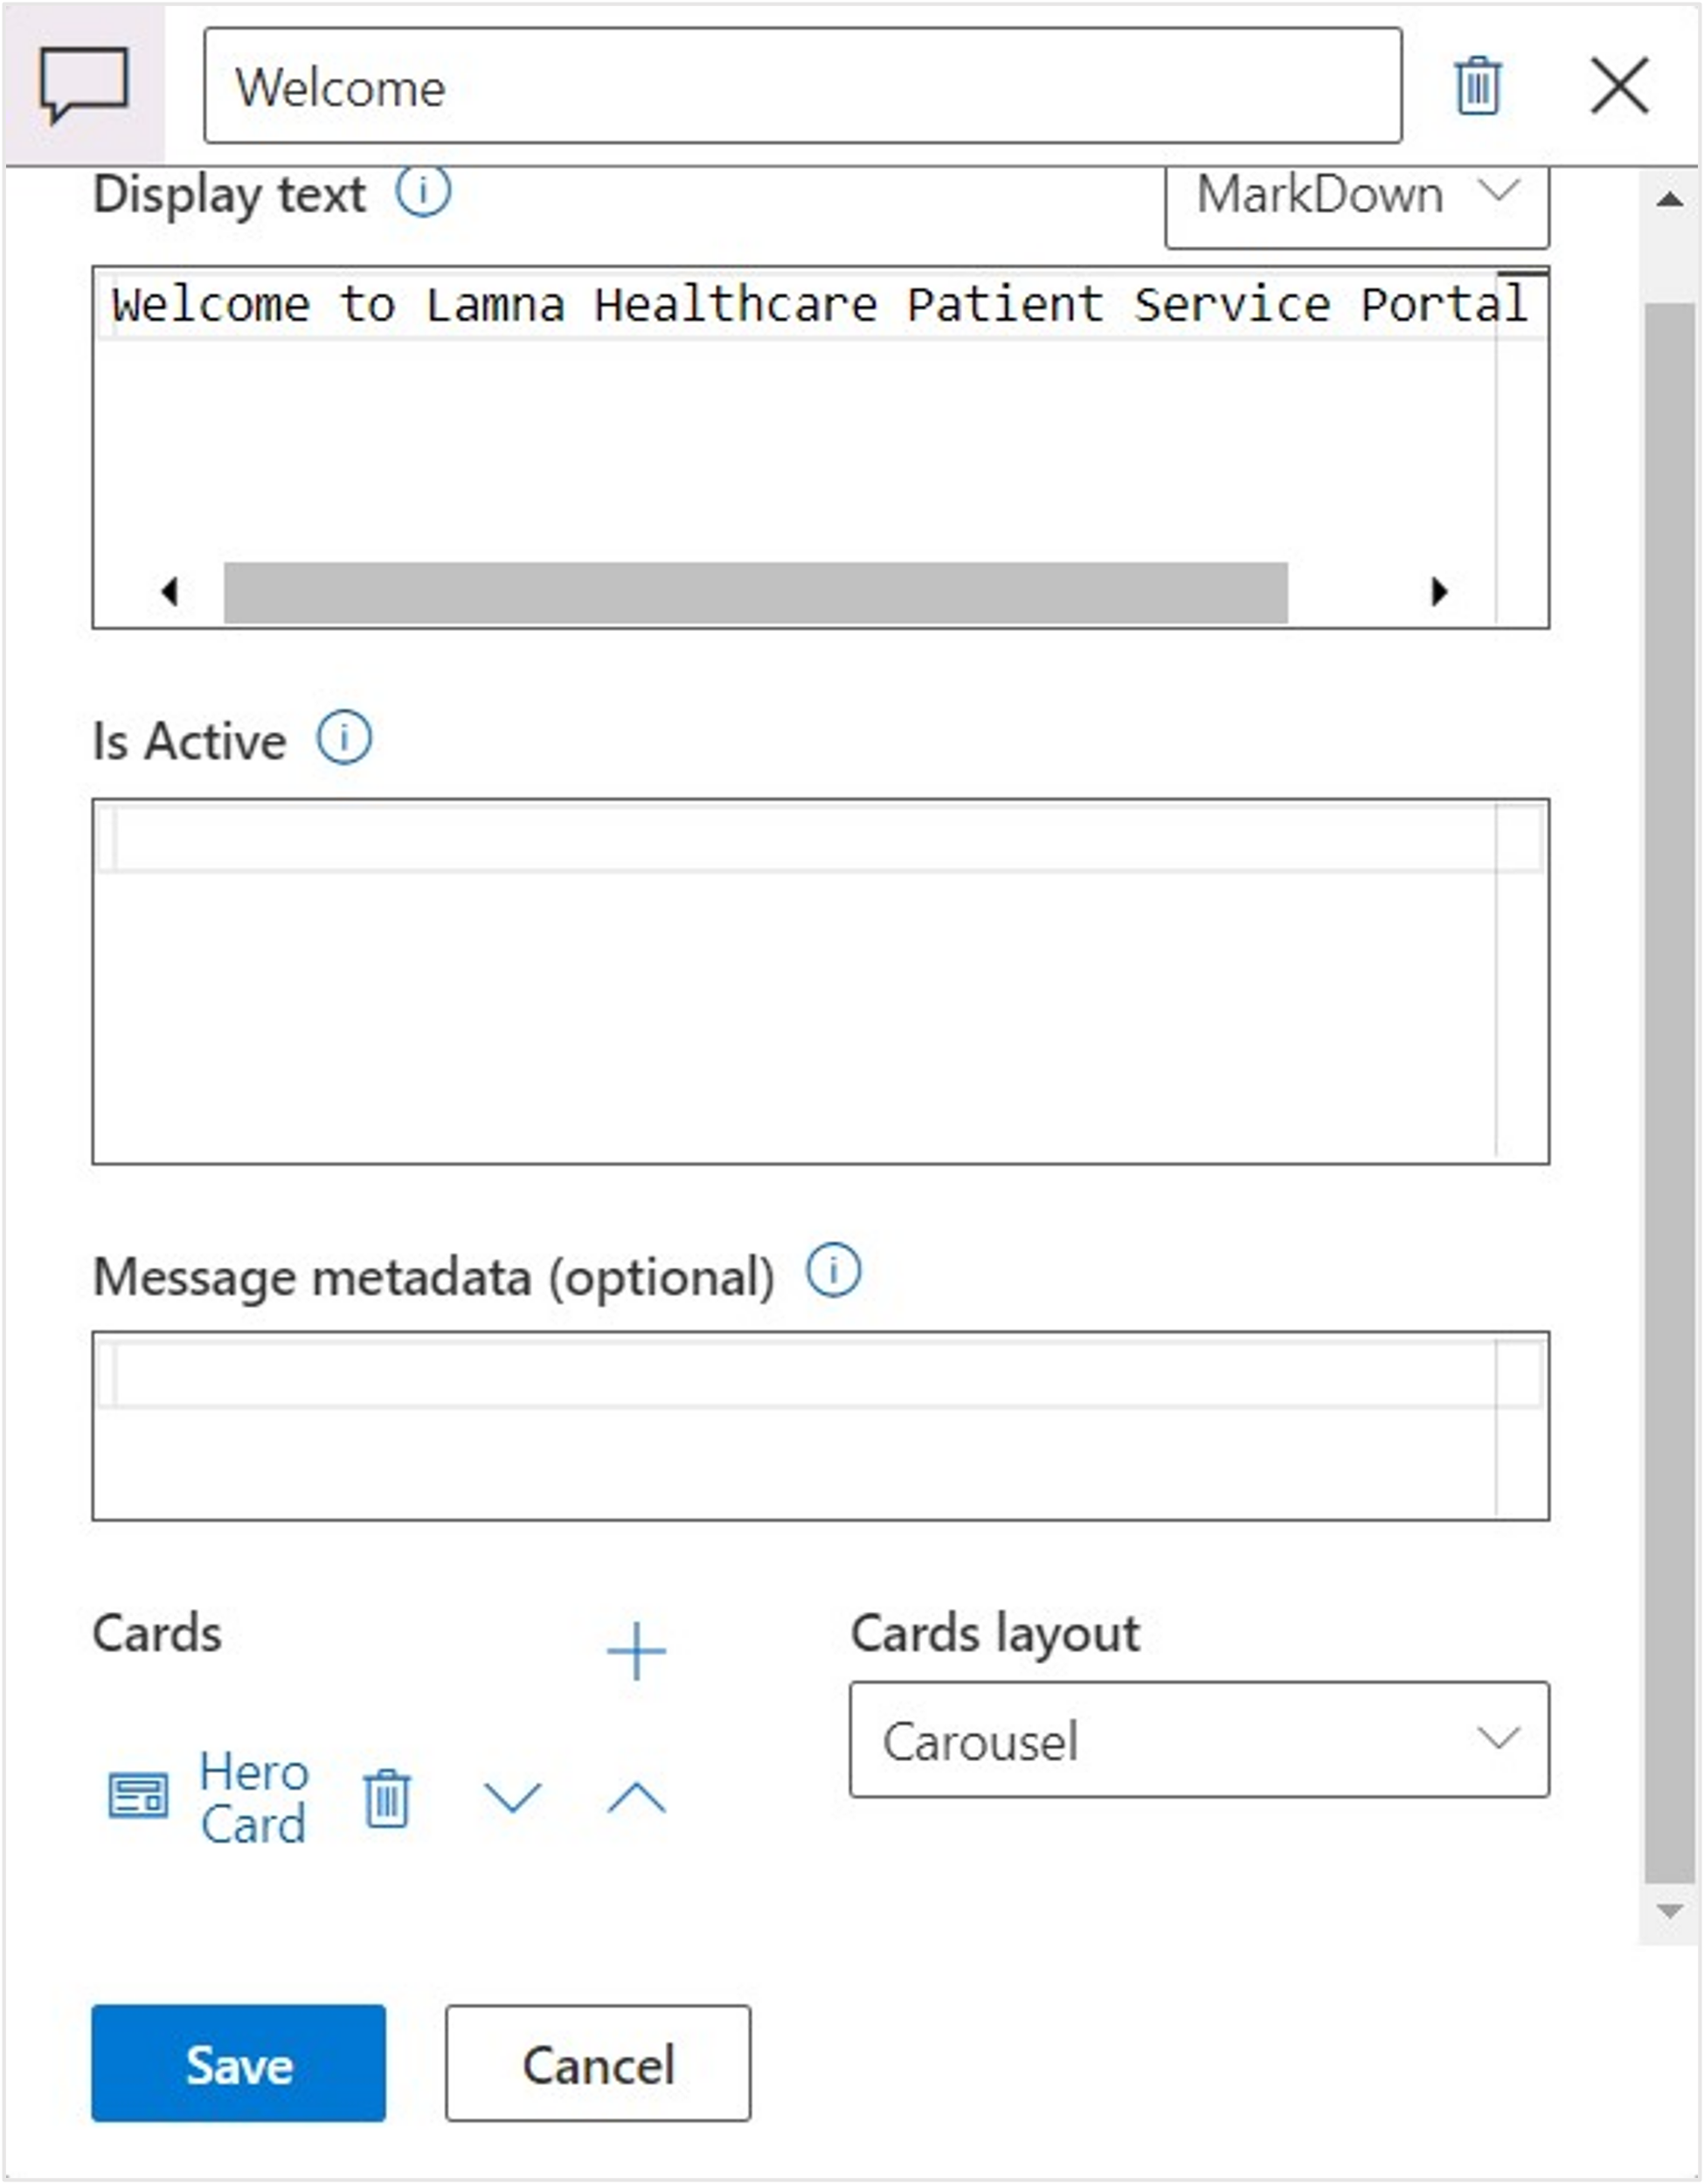 Welcome
Display text
MarkDown
Welcome to Lamna Healthcare Patient Service Portal
Is Active
Message metadata (optional)
Cards
Cards layout
Hero
Card
Carousel
Save
Cancel